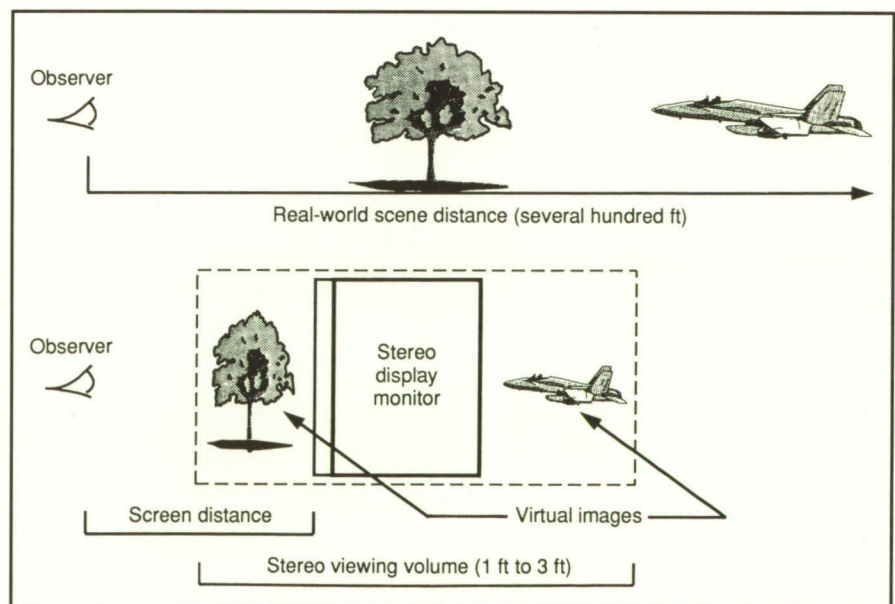 Observer
Real-world scene distance (several hundred ft)
Observer
Stereo
display
monitor
Screen distance
Virtual images
Stereo viewing volume (1 ft to 3 ft)